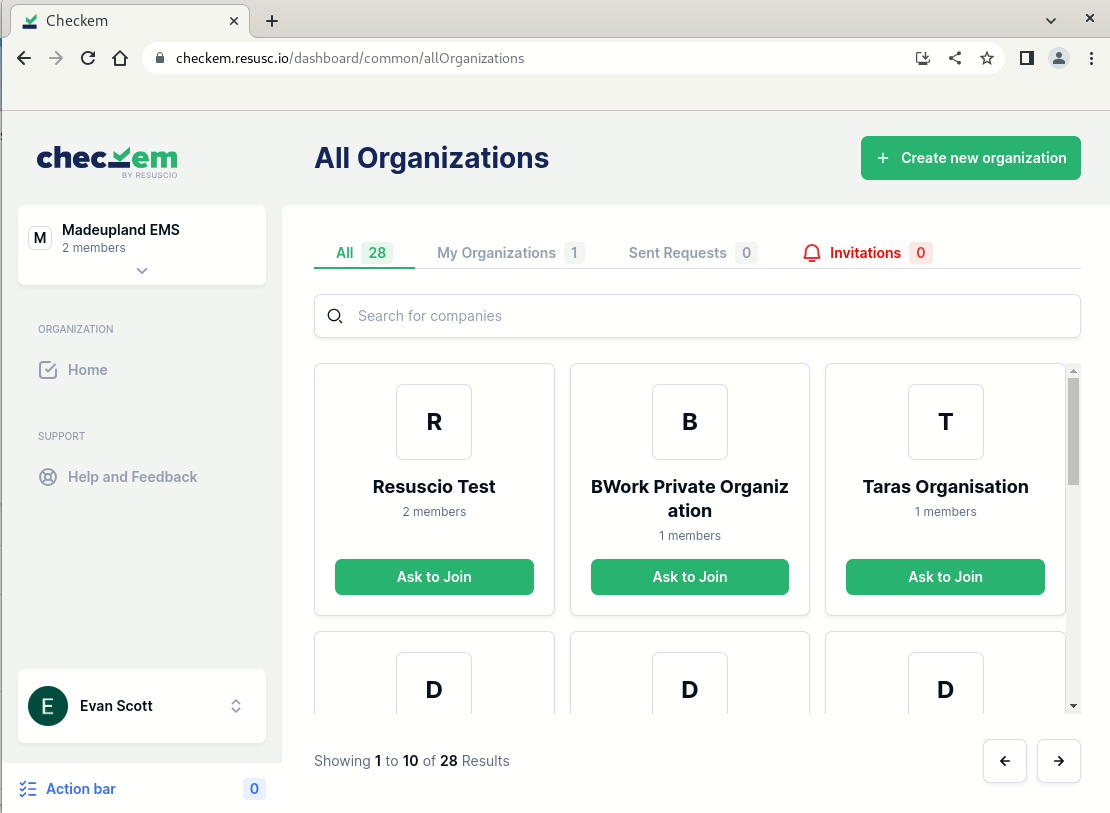 Checkem
checkem.resusc.io/dashboard/common/allOrganizations
checkem
BY RESUSCIO
All Organizations
+ Create new organization
M
Madeupland EMS
2 members
ORGANIZATION
Home
SUPPORT
Help and Feedback
E
Evan Scott
Action bar 0
All 28 My Organizations 1 Sent Requests 0 Invitations 0
Search for companies
R
Resuscio Test
2 members
Ask to Join
B
BWork Private Organiz
ation
1 members
Ask to Join
T
Taras Organisation
1 members
Ask to Join
D
D
D
Showing 1 to 10 of 28 Results